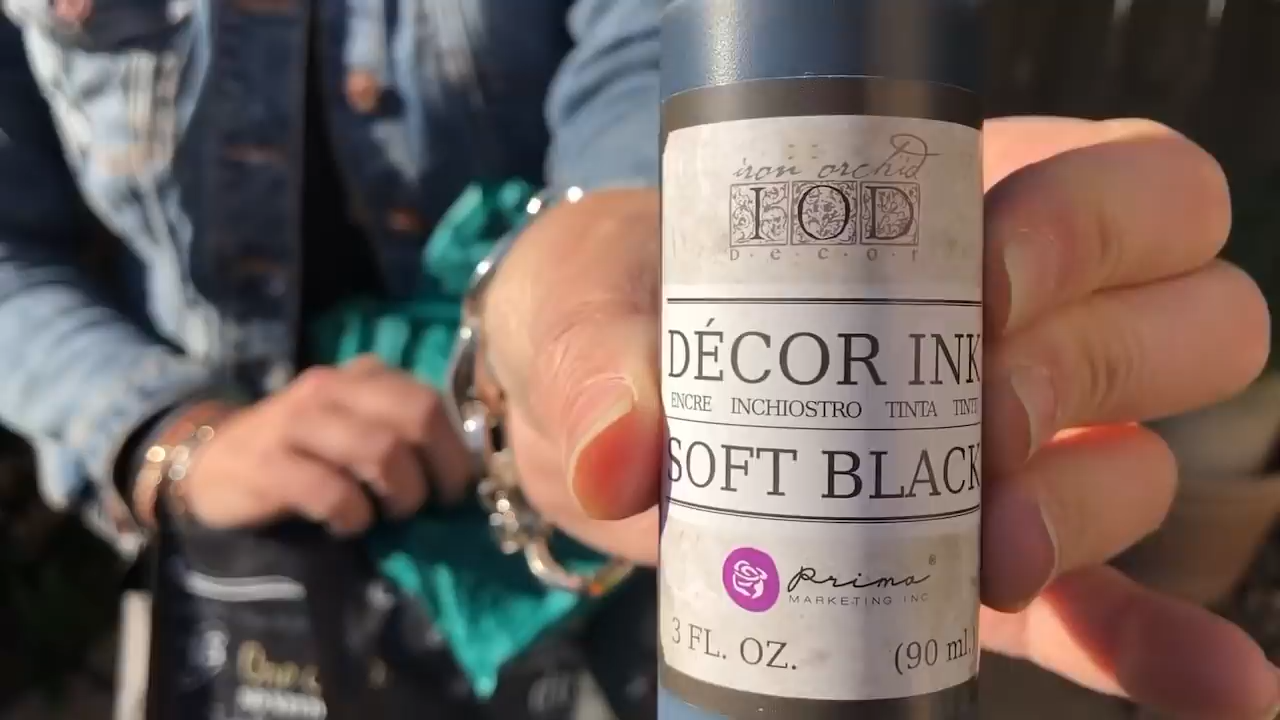 iron orchid
IOD
Decor
DÉCOR INK
ENCRE INCHIOSTRO TINTA TINTE
SOFT BLACK
prima®
MARKETING INC
3 FL. OZ. (90 ml.)